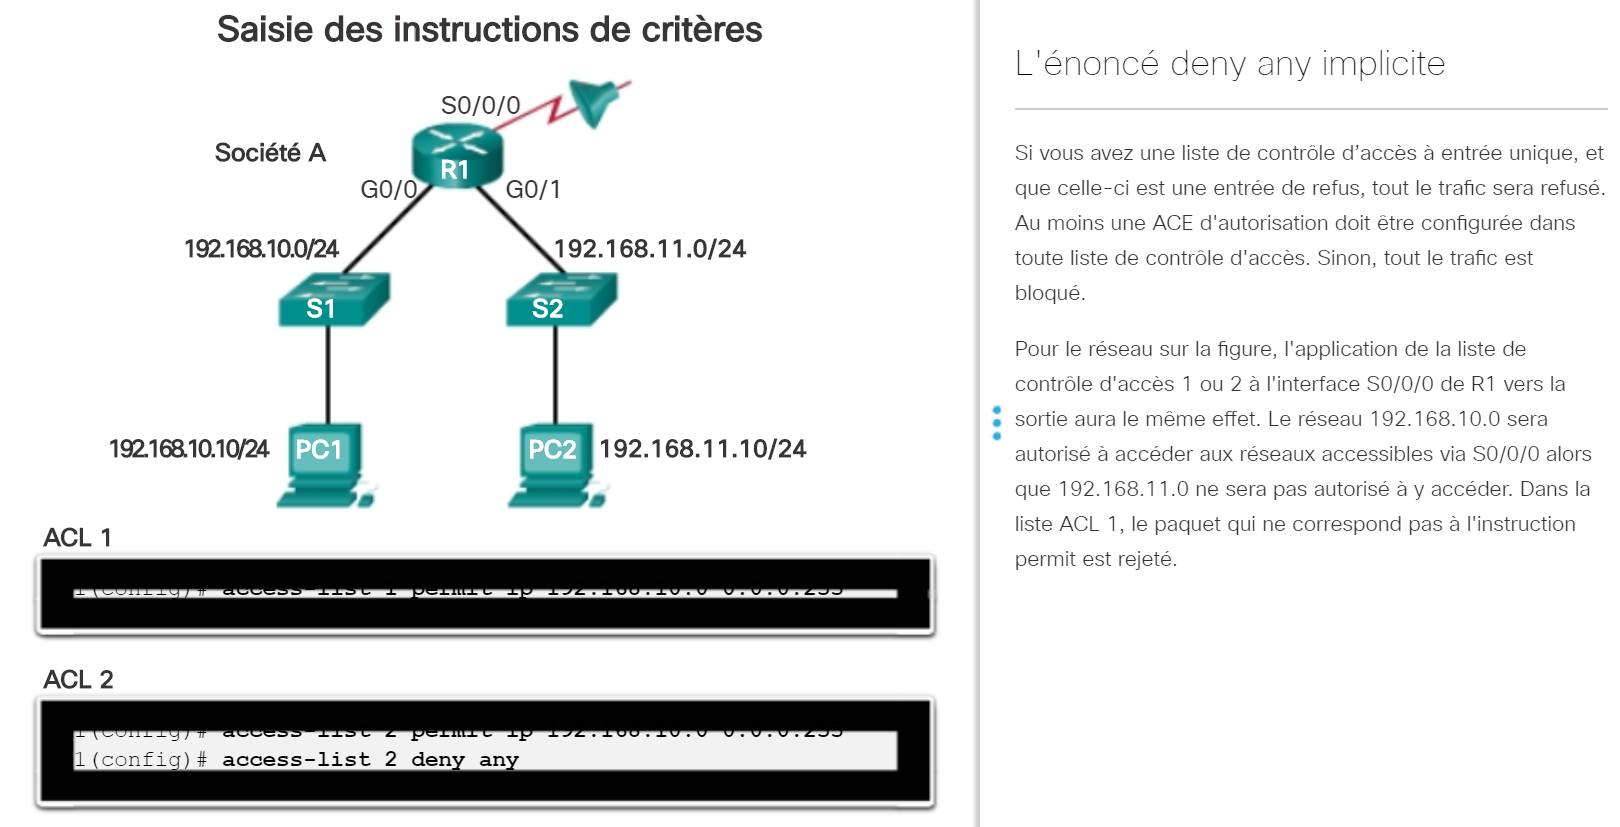 Saisie des instructions de critères
S0/0/0
Société A
R1
G0/0
G0/1
192.168.10.0/24
192.168.11.0/24
S1
S2
192.168.10.10/24
PC1
PC2
192.168.11.10/24
ACL 1
1(config)# access-list 1 permit ip 192.168.10.0 0.0.0.255
ACL 2
1(config)# access-list 2 permit ip 192.168.10.0 0.0.0.255
1(config)# access-list 2 deny any
L'énoncé deny any implicite
Si vous avez une liste de contrôle d’accès à entrée unique, et
que celle-ci est une entrée de refus, tout le trafic sera refusé.
Au moins une ACE d'autorisation doit être configurée dans
toute liste de contrôle d'accès. Sinon, tout le trafic est
bloqué.
Pour le réseau sur la figure, l'application de la liste de
contrôle d'accès 1 ou 2 à l'interface S0/0/0 de R1 vers la
sortie aura le même effet. Le réseau 192.168.10.0 sera
autorisé à accéder aux réseaux accessibles via S0/0/0 alors
que 192.168.11.0 ne sera pas autorisé à y accéder. Dans la
liste ACL 1, le paquet qui ne correspond pas à l'instruction
permit est rejeté.